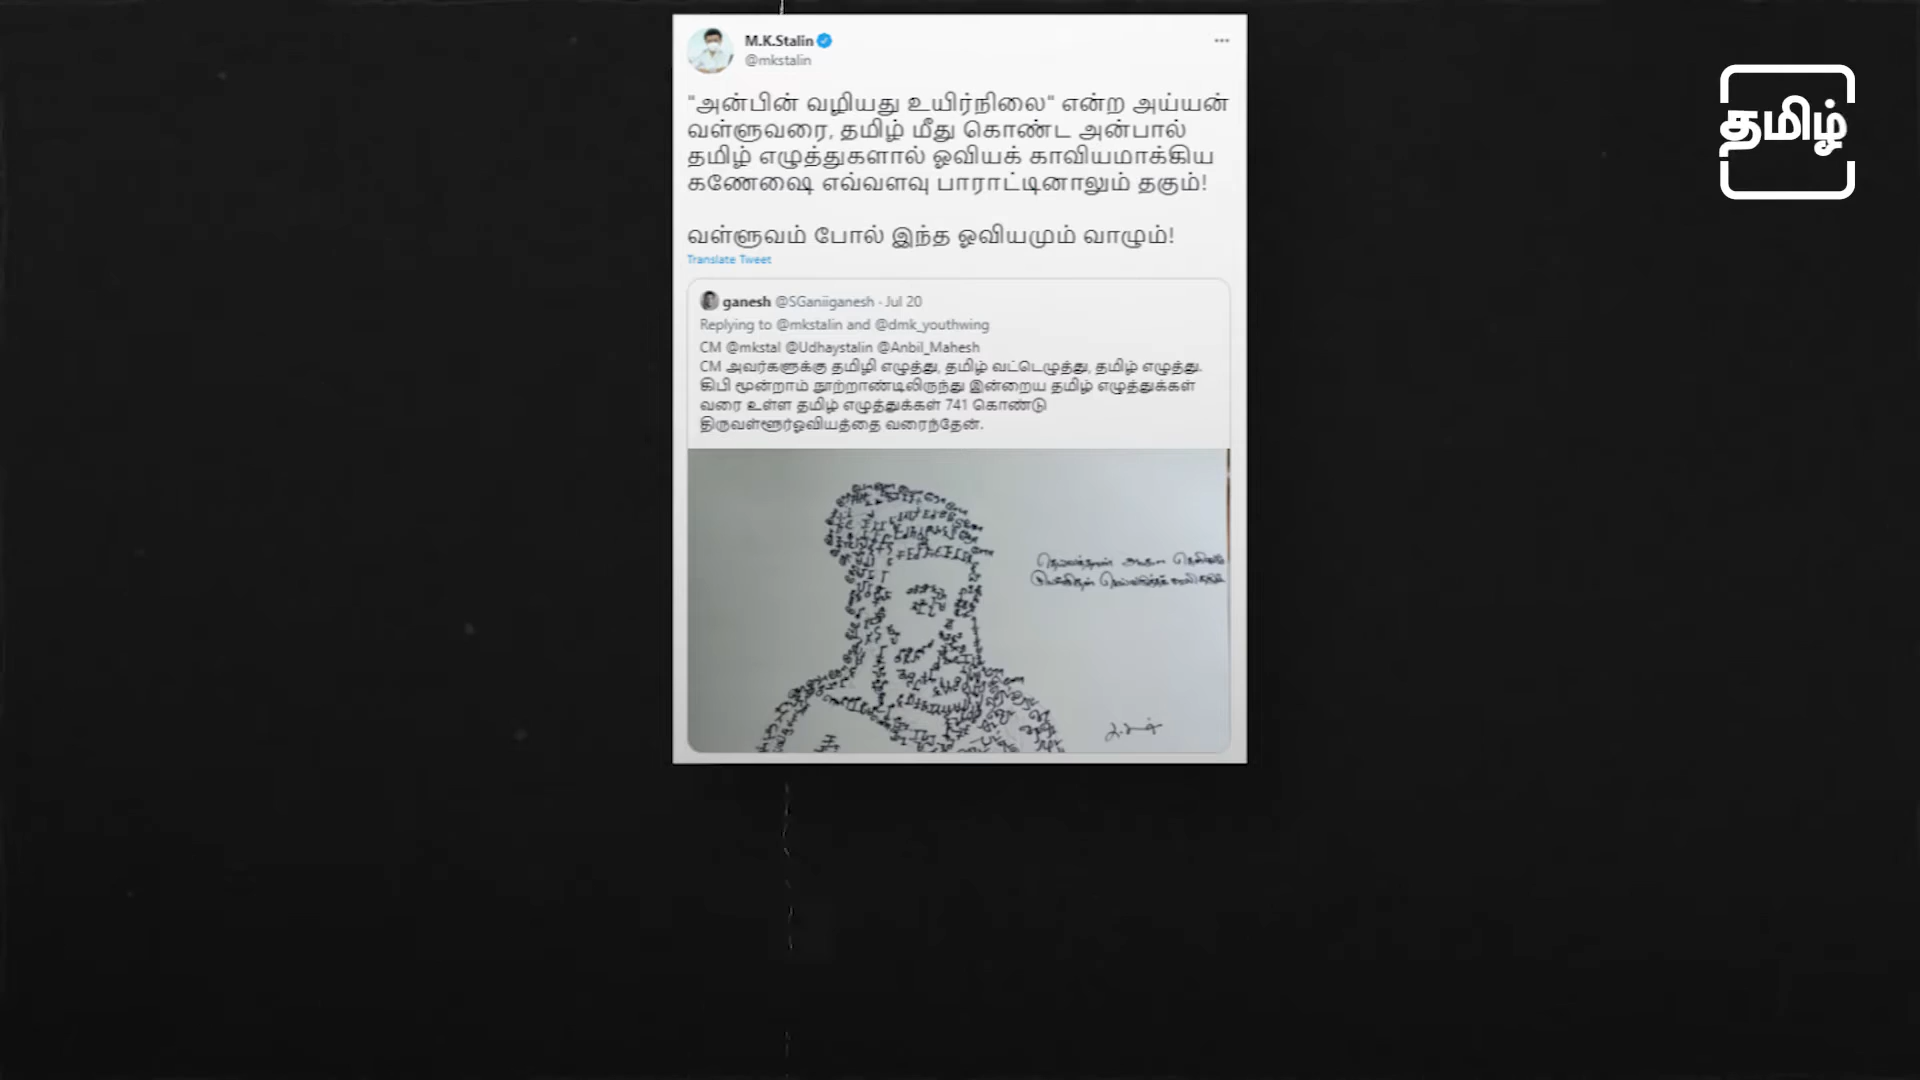 M.K.Stalin
@mkstalin
"அன்பின் வழியது உயிர்நிலை" என்ற அய்யன்
வள்ளுவரை, தமிழ் மீது கொண்ட அன்பால்
தமிழ் எழுத்துகளால் ஓவியக் காவியமாக்கிய
கணேஷை எவ்வளவு பாராட்டினாலும் தகும்!
வள்ளுவம் போல் இந்த ஓவியமும் வாழும்!
Translate Tweet
ganesh @SGaniiganesh - Jul 20
Replying to @mkstalin and @dmk_youthwing
CM @mkstal @Udhaystalin @Anbil_Mahesh
CM அவர்களுக்கு தமிழி எழுத்து, தமிழ் வட்டெழுத்து, தமிழ் எழுத்து.
கிபி மூன்றாம் நூற்றாண்டிலிருந்து இன்றைய தமிழ் எழுத்துக்கள்
வரை உள்ள தமிழ் எழுத்துக்கள் 741 கொண்டு
திருவள்ளூர்ஓவியத்தை வரைந்தேன்.
தமிழ்